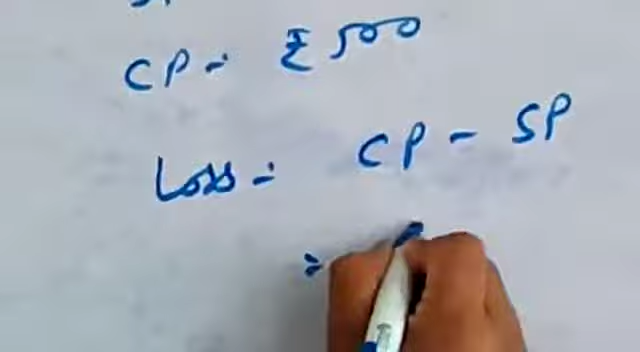 CP = ₹ 500
Loss = CP - SP
=